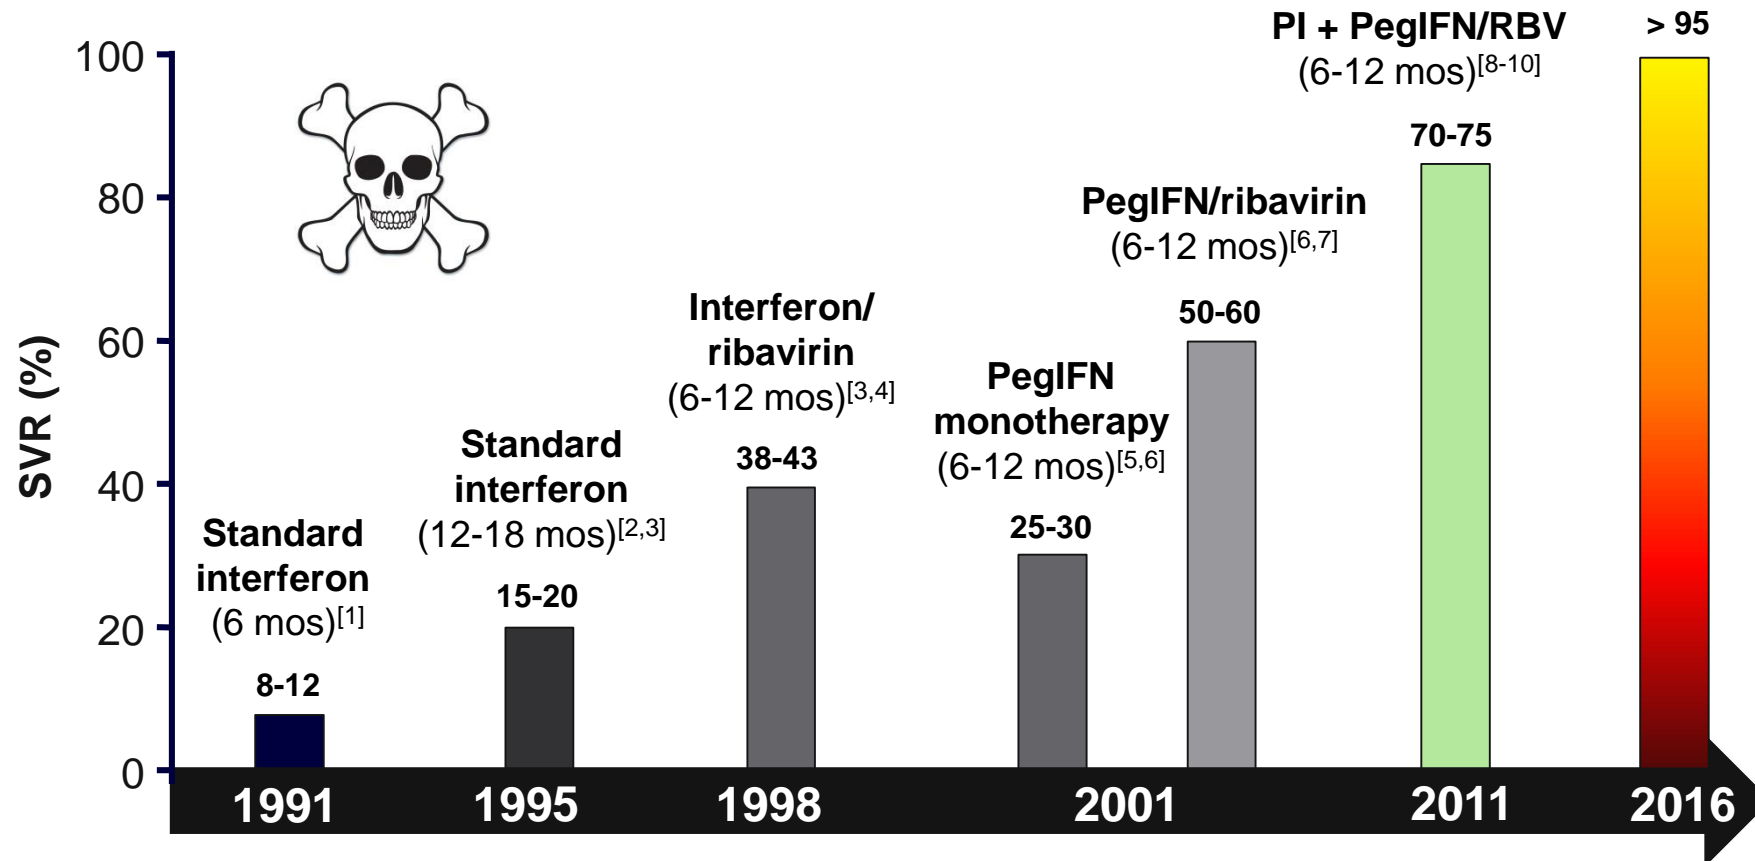 PI + PegIFN/RBV
(6-12 mos)[8-10]
> 95
100
70-75
80
PegIFN/ribavirin
(6-12 mos)[6,7]
50-60
Interferon/
ribavirin
(6-12 mos)[3,4]
38-43
60
PegIFN
monotherapy
(6-12 mos)[5,6]
25-30
SVR (%)
40
Standard
interferon
(12-18 mos)[2,3]
15-20
Standard
interferon
(6 mos)[1]
8-12
20
0
1991
1995
1998
2001
2011
2016